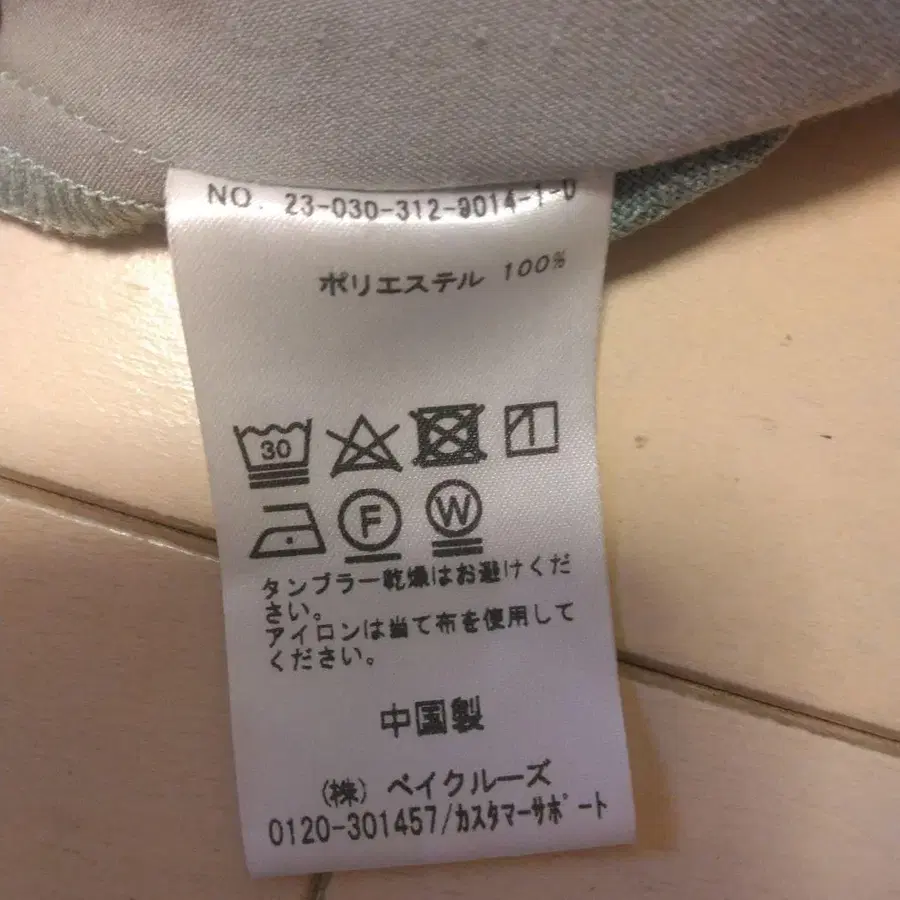 NO. 23-030-312-9014-1-0
ポリエステル 100%
30
F W
タンブラー乾燥はお避けくだ
さい。
アイロンは当て布を使用して
ください。
中国製
(株) ベイクルーズ
0120-301457/カスタマーサポート